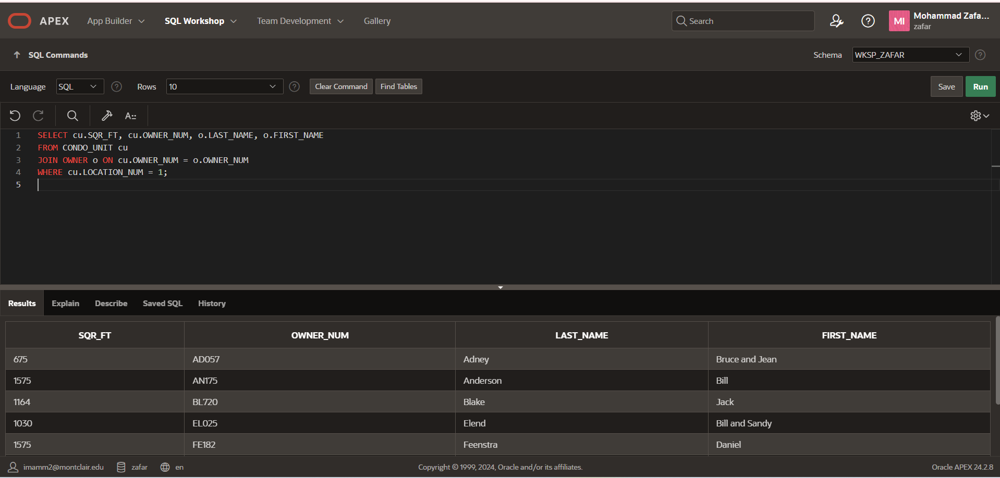 APEX App Builder SQL Workshop Team Development Gallery Search ? MI Mohammad Zafa...
zafar
SQL Commands Schema WKSP_ZAFAR ?
Language SQL ? Rows 10 ? Clear Command Find Tables Save Run
A::
1 SELECT cu.SQR_FT, cu.OWNER_NUM, o.LAST_NAME, o.FIRST_NAME
2 FROM CONDO_UNIT cu
3 JOIN OWNER o ON cu.OWNER_NUM = o.OWNER_NUM
4 WHERE cu.LOCATION_NUM = 1;
5
Results Explain Describe Saved SQL History
SQR_FT OWNER_NUM LAST_NAME FIRST_NAME
675 AD057 Adney Bruce and Jean
1575 AN175 Anderson Bill
1164 BL720 Blake Jack
1030 EL025 Elend Bill and Sandy
1575 FE182 Feenstra Daniel
imamm2@montclair.edu zafar en Copyright © 1999, 2024, Oracle and/or its affiliates. Oracle APEX 24.2.8